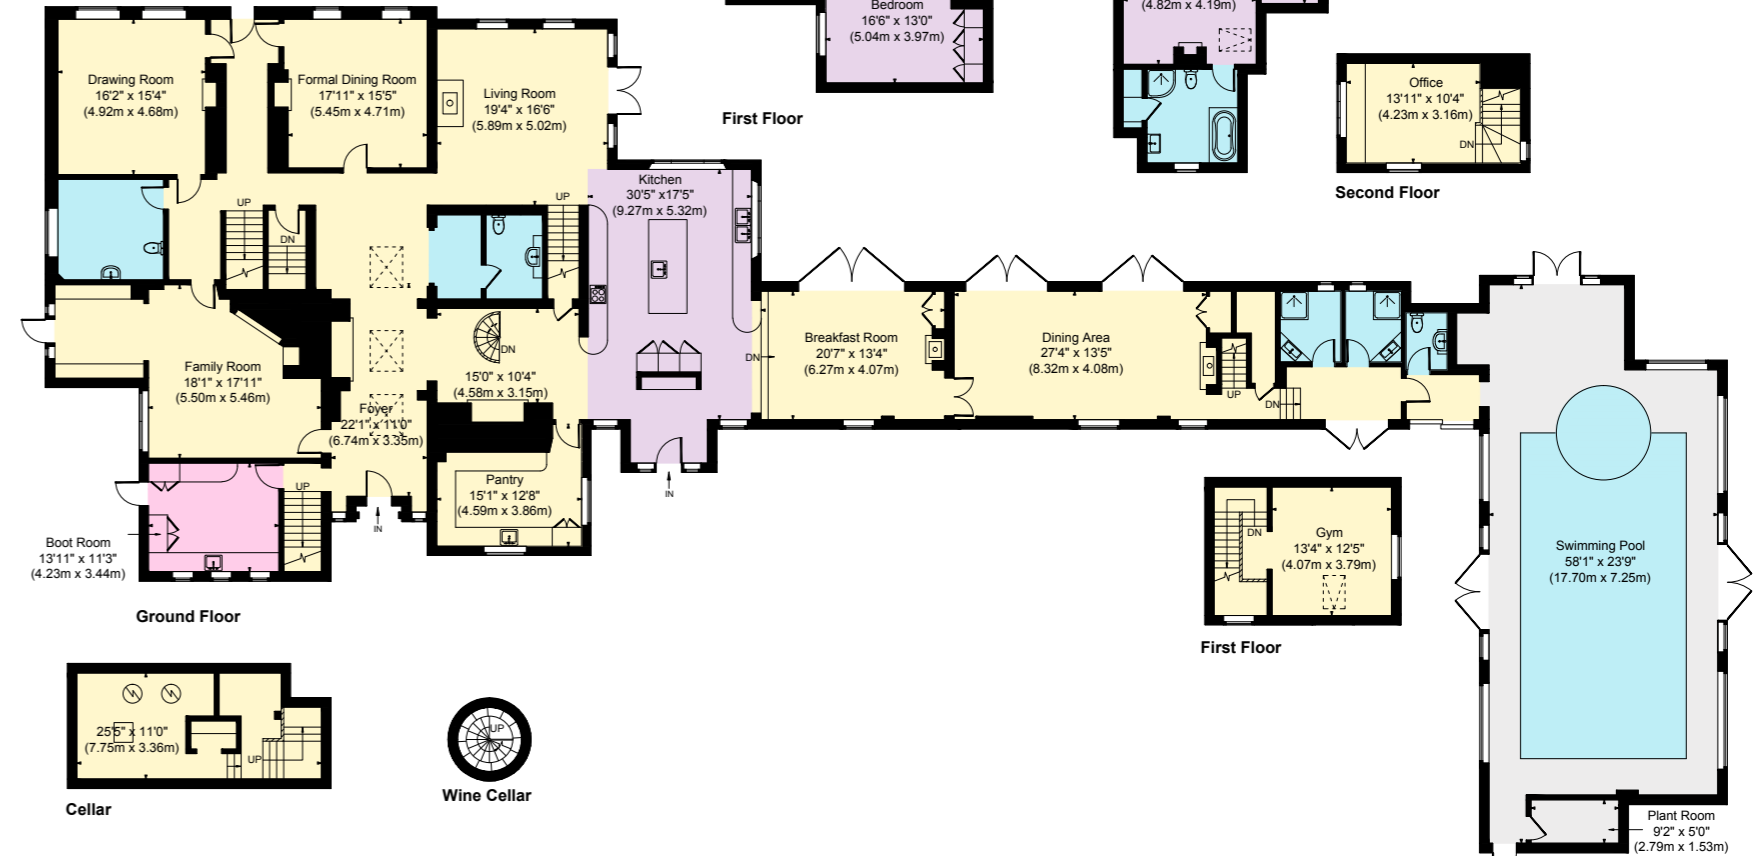 Bedroom
16'6" x 13'0"
(5.04m x 3.97m)
(4.82m x 4.19m)
Drawing Room
16'2" x 15'4"
(4.92m x 4.68m)
Formal Dining Room
17'11" x 15'5"
(5.45m x 4.71m)
Living Room
19'4" x 16'6"
(5.89m x 5.02m)
First Floor
Office
13'11" x 10'4"
(4.23m x 3.16m)
DN
Second Floor
Kitchen
30'5" x17'5"
(9.27m x 5.32m)
UP
DN
UP
DN
Family Room
18'1" x 17'11"
(5.50m x 5.46m)
15'0" x 10'4"
(4.58m x 3.15m)
DN
Breakfast Room
20'7" x 13'4"
(6.27m x 4.07m)
Dining Area
27'4" x 13'5"
(8.32m x 4.08m)
UP
DN
Foyer
22'1" x 11'0"
(6.74m x 3.35m)
Pantry
15'1" x 12'8"
(4.59m x 3.86m)
IN
IN
UP
Boot Room
13'11" x 11'3"
(4.23m x 3.44m)
Ground Floor
DN
Gym
13'4" x 12'5"
(4.07m x 3.79m)
First Floor
Swimming Pool
58'1" x 23'9"
(17.70m x 7.25m)
25'5" x 11'0"
(7.75m x 3.36m)
UP
Cellar
UP
Wine Cellar
Plant Room
9'2" x 5'0"
(2.79m x 1.53m)